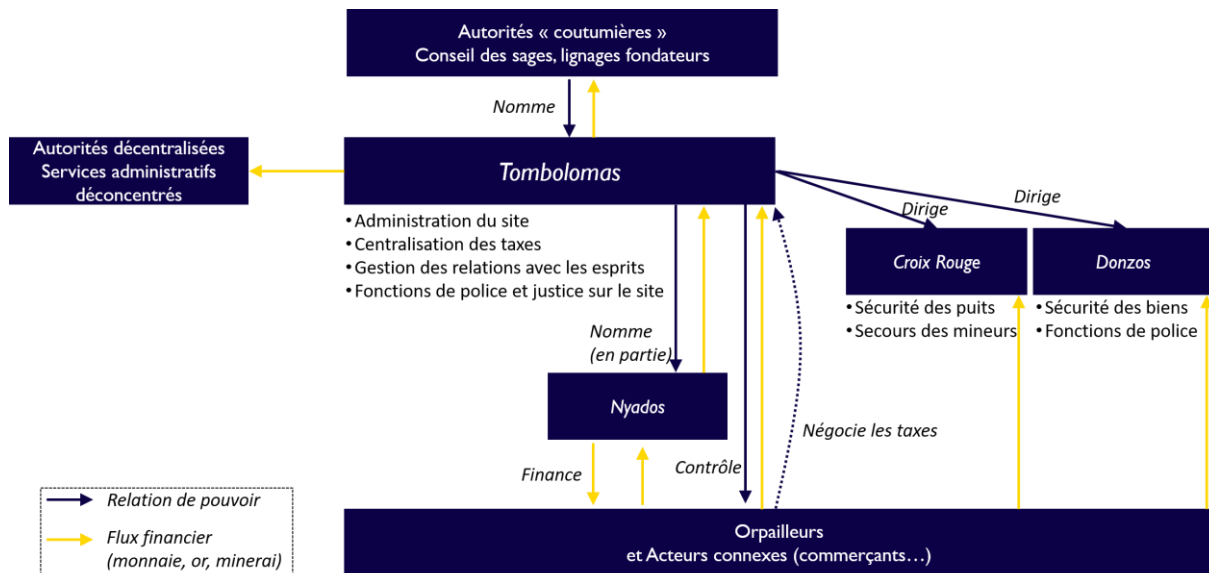 Autorités « coutumières »
Conseil des sages, lignages fondateurs
Nomme
Autorités décentralisées
Services administratifs
déconcentrés
Tombolomas
Dirige
Dirige
• Administration du site
• Centralisation des taxes
• Gestion des relations avec les esprits
• Fonctions de police et justice sur le site
Croix Rouge
Donzos
• Sécurité des puits
• Secours des mineurs
• Sécurité des biens
• Fonctions de police
Nomme
(en partie)
Nyados
Négocie les taxes
Finance
Contrôle
Relation de pouvoir
Flux financier
(monnaie, or, minerai)
Orpailleurs
et Acteurs connexes (commerçants…)